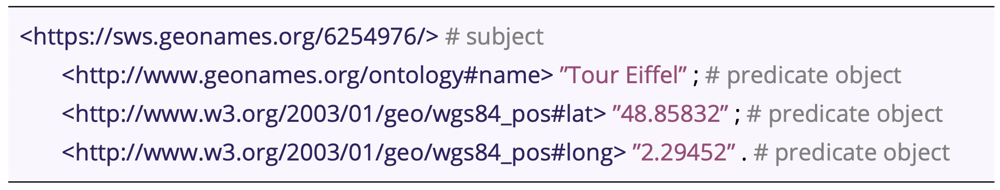 <https://sws.geonames.org/6254976/> # subject
<http://www.geonames.org/ontology#name> ”Tour Eiffel” ; # predicate object
<http://www.w3.org/2003/01/geo/wgs84_pos#lat> ”48.85832” ; # predicate object
<http://www.w3.org/2003/01/geo/wgs84_pos#long> ”2.29452” . # predicate object